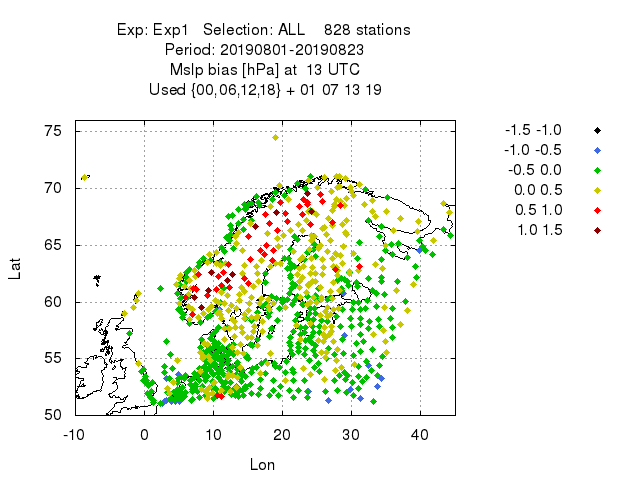 Exp: Exp1 Selection: ALL 828 stations
Period: 20190801-20190823
Mslp bias [hPa] at 13 UTC
Used {00,06,12,18} + 01 07 13 19
-1.5 -1.0
-1.0 -0.5
-0.5 0.0
0.0 0.5
0.5 1.0
1.0 1.5
75
70
65
60
55
50
Lat
-10 0 10 20 30 40
Lon